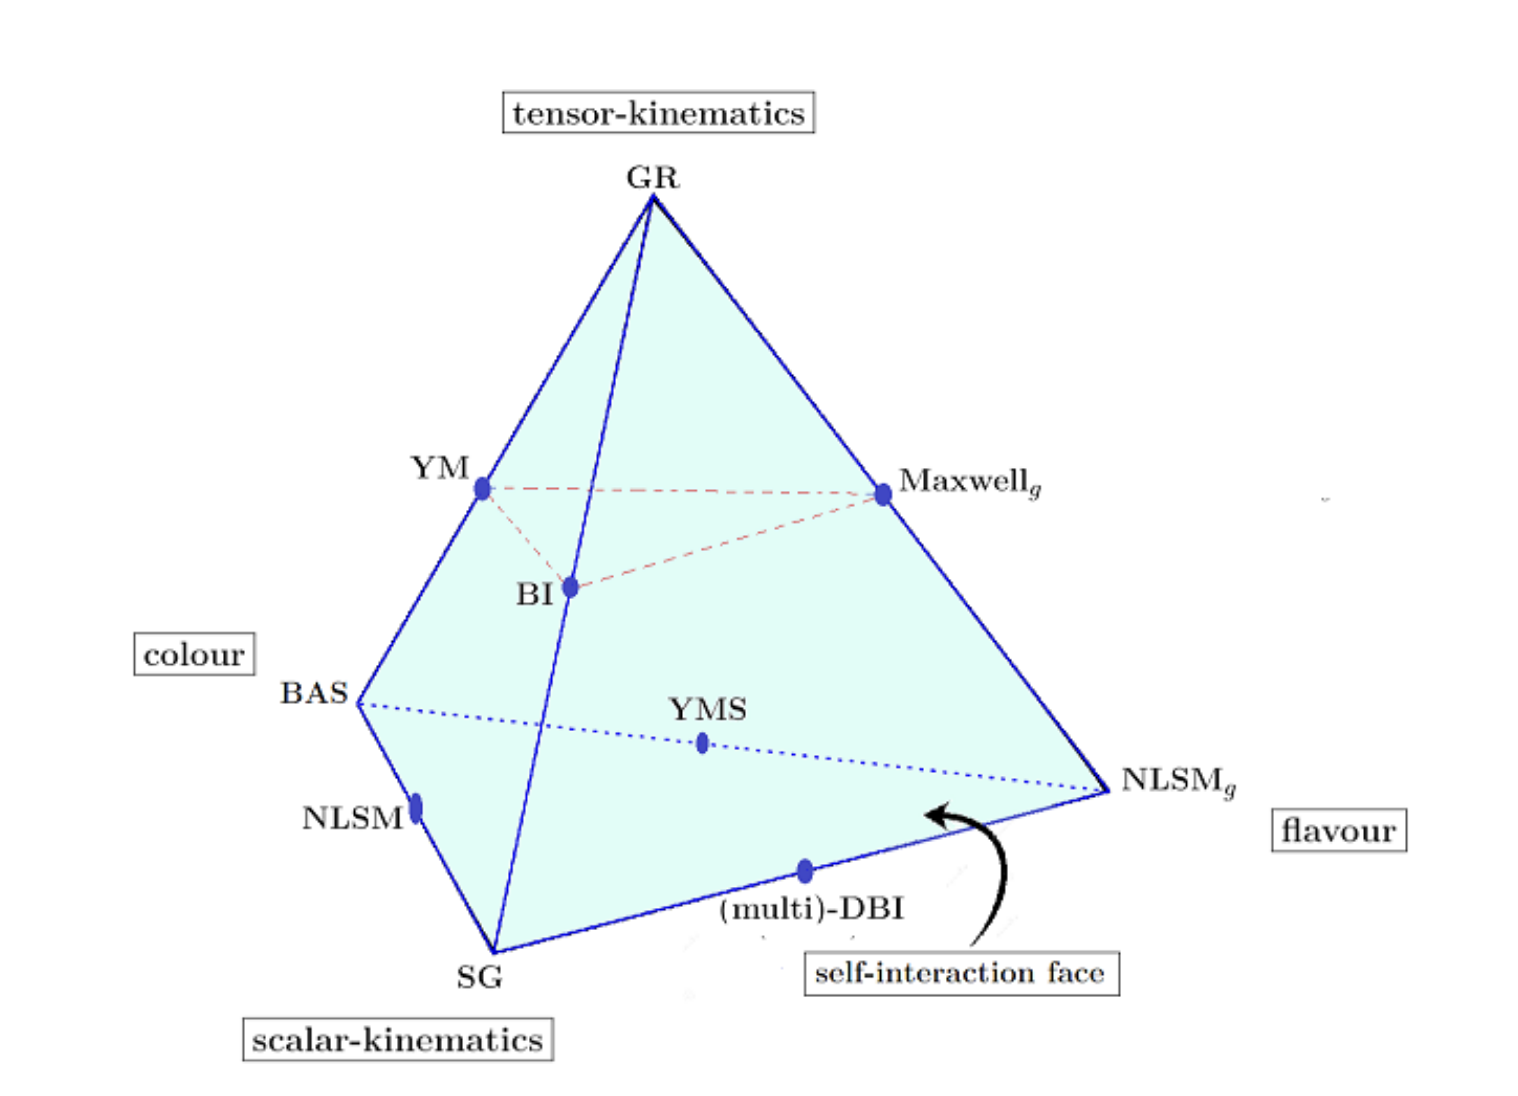 tensor-kinematics
GR
YM
Maxwell_g
BI
colour
BAS
YMS
NLSM
NLSM_g
flavour
(multi)-DBI
self-interaction face
SG
scalar-kinematics